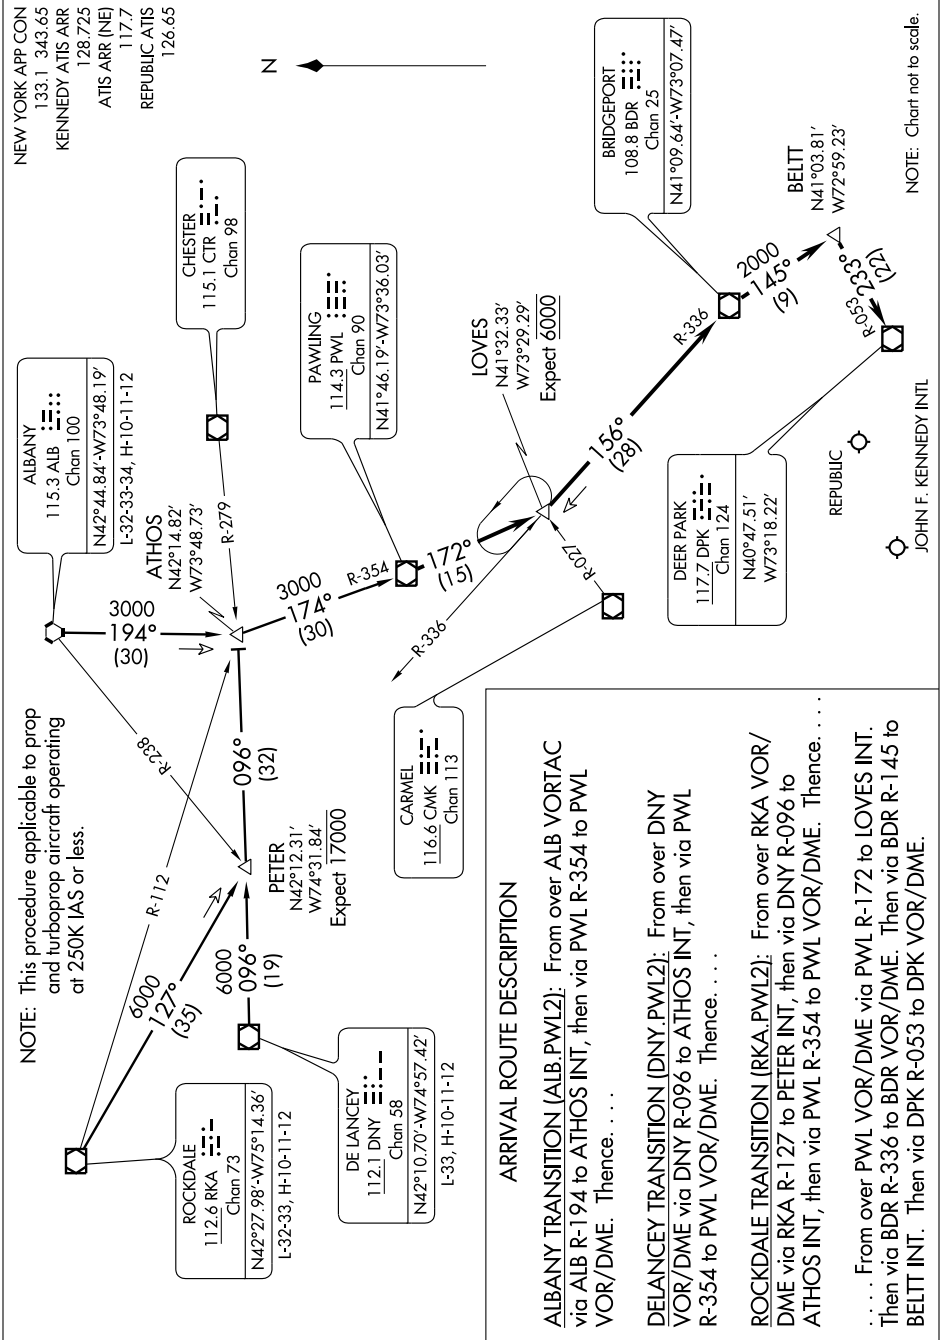 NEW YORK APP CON
133.1 343.65
KENNEDY ATIS ARR
128.725
ATIS ARR (NE)
117.7
REPUBLIC ATIS
126.65
N
NOTE: This procedure applicable to prop
and turboprop aircraft operating
at 250K IAS or less.
ALBANY
115.3 ALB
Chan 100
N42°44.84'-W73°48.19'
L-32-33-34, H-10-11-12
CHESTER
115.1 CTR
Chan 98
R-279
ATHOS
N42°14.82'
W73°48.73'
3000
194°
(30)
R-238
R-112
ROCKDALE
112.6 RKA
Chan 73
N42°27.98'-W75°14.36'
L-32-33, H-10-11-12
6000
127°
(35)
6000
096°
(19)
DE LANCEY
112.1 DNY
Chan 58
N42°10.70'-W74°57.42'
L-33, H-10-11-12
PETER
N42°12.31'
W74°31.84'
Expect 17000
096°
(32)
3000
174°
(30)
R-354
PAWLING
114.3 PWL
Chan 90
N41°46.19'-W73°36.03'
172°
(15)
R-336
LOVES
N41°32.33'
W73°29.29'
Expect 6000
CARMEL
116.6 CMK
Chan 113
R-027
156°
(28)
R-336
BRIDGEPORT
108.8 BDR
Chan 25
N41°09.64'-W73°07.47'
2000
145°
(9)
BELTT
N41°03.81'
W72°59.23'
R-053
233°
(22)
DEER PARK
117.7 DPK
Chan 124
N40°47.51'
W73°18.22'
REPUBLIC
JOHN F. KENNEDY INTL
NOTE: Chart not to scale.
ARRIVAL ROUTE DESCRIPTION
ALBANY TRANSITION (ALB.PWL2): From over ALB VORTAC
via ALB R-194 to ATHOS INT, then via PWL R-354 to PWL
VOR/DME. Thence. . . .
DELANCEY TRANSITION (DNY.PWL2): From over DNY
VOR/DME via DNY R-096 to ATHOS INT, then via PWL
R-354 to PWL VOR/DME. Thence. . . .
ROCKDALE TRANSITION (RKA.PWL2): From over RKA VOR/
DME via RKA R-127 to PETER INT, then via DNY R-096 to
ATHOS INT, then via PWL R-354 to PWL VOR/DME. Thence. . . .
. . . . From over PWL VOR/DME via PWL R-172 to LOVES INT.
Then via BDR R-336 to BDR VOR/DME. Then via BDR R-145 to
BELTT INT. Then via DPK R-053 to DPK VOR/DME.